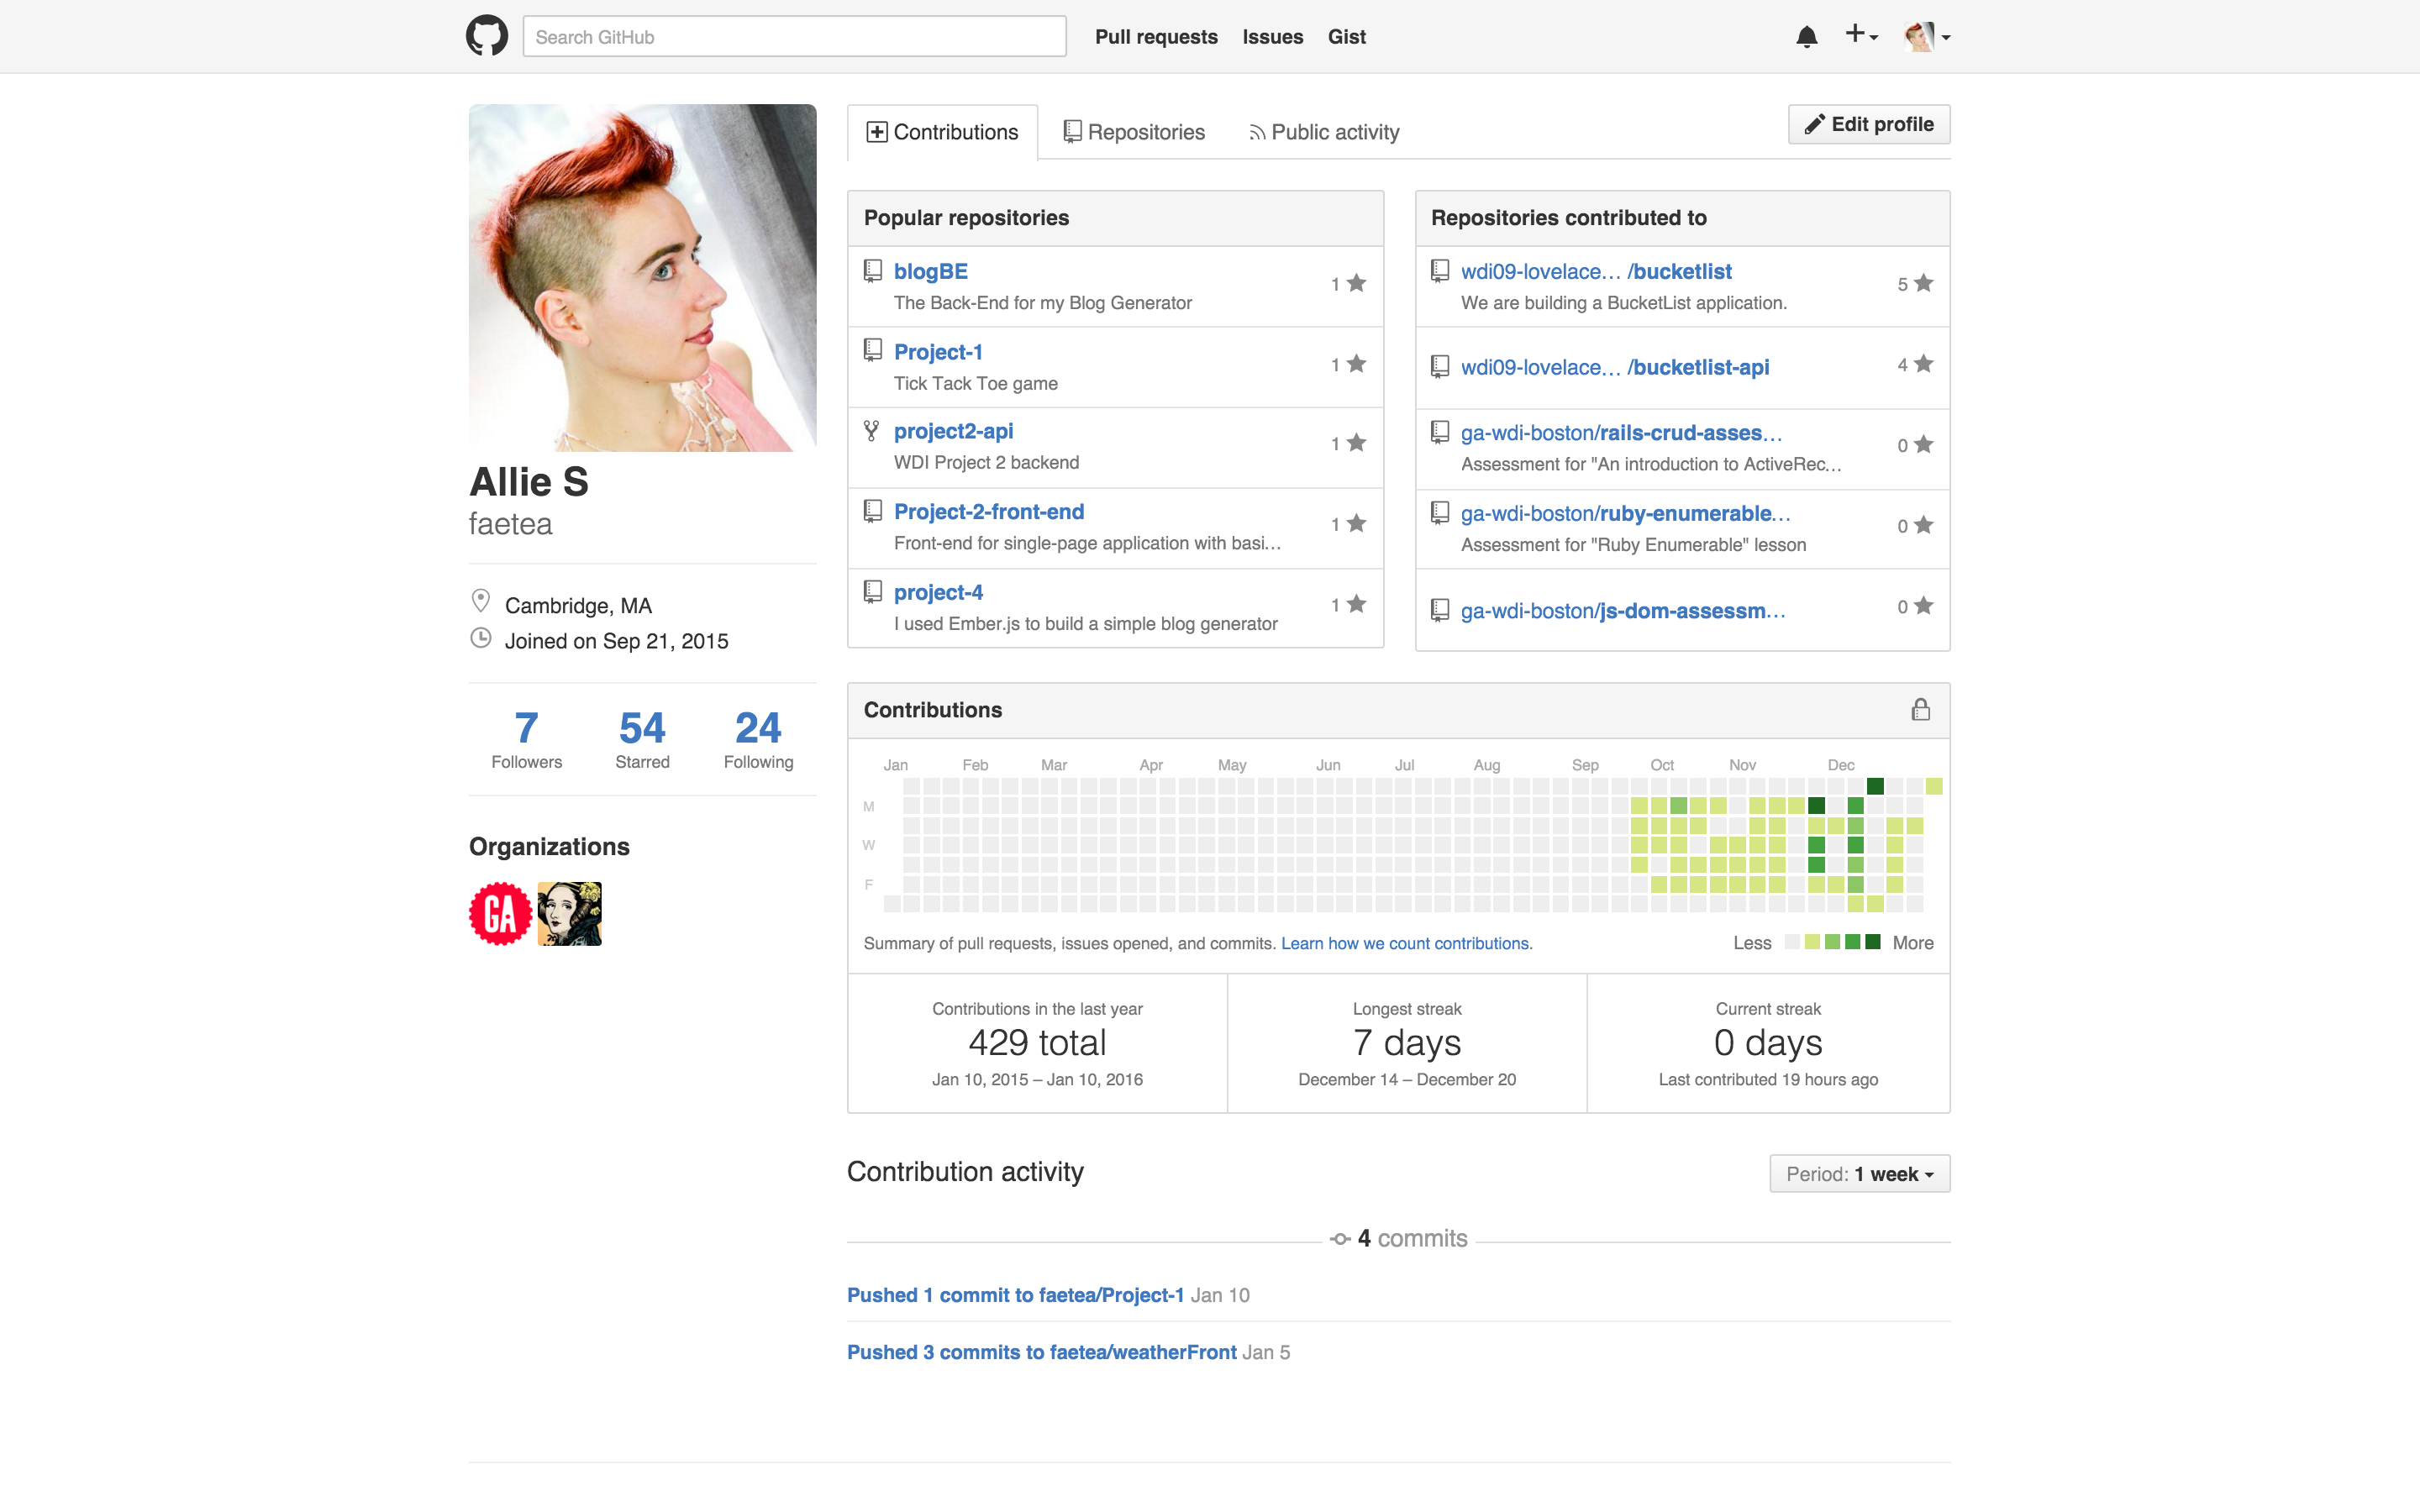 Search GitHub
Pull requests Issues Gist
Contributions Repositories Public activity
Edit profile
Allie S
faetea
Cambridge, MA
Joined on Sep 21, 2015
7 54 24
Followers Starred Following
Organizations
GA
Popular repositories
blogBE
The Back-End for my Blog Generator
1
Project-1
Tick Tack Toe game
1
project2-api
WDI Project 2 backend
1
Project-2-front-end
Front-end for single-page application with basi…
1
project-4
I used Ember.js to build a simple blog generator
1
Repositories contributed to
wdi09-lovelace… /bucketlist
We are building a BucketList application.
5
wdi09-lovelace… /bucketlist-api
4
ga-wdi-boston/rails-crud-asses…
Assessment for "An introduction to ActiveRec…
0
ga-wdi-boston/ruby-enumerable…
Assessment for "Ruby Enumerable" lesson
0
ga-wdi-boston/js-dom-assessm…
0
Contributions
Jan Feb Mar Apr May Jun Jul Aug Sep Oct Nov Dec
M
W
F
Summary of pull requests, issues opened, and commits. Learn how we count contributions.
Less More
Contributions in the last year
429 total
Jan 10, 2015 – Jan 10, 2016
Longest streak
7 days
December 14 – December 20
Current streak
0 days
Last contributed 19 hours ago
Contribution activity
Period: 1 week
4 commits
Pushed 1 commit to faetea/Project-1 Jan 10
Pushed 3 commits to faetea/weatherFront Jan 5